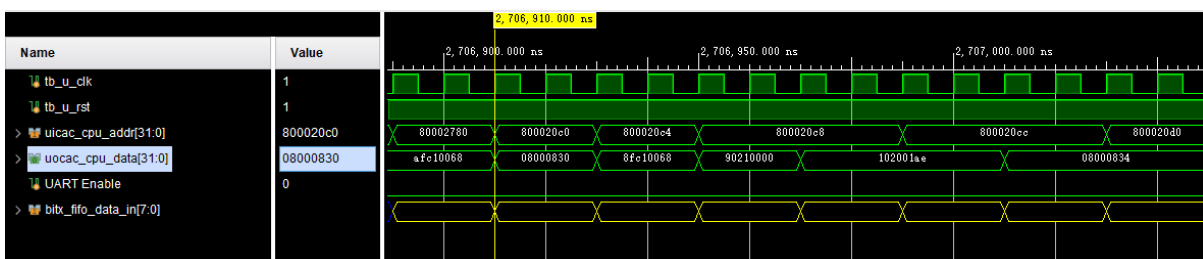 2,706,910.000 ns
Name Value 2,706,900.000 ns 2,706,950.000 ns 2,707,000.000 ns
tb_u_clk 1
tb_u_rst 1
uicac_cpu_addr[31:0] 800020c0 80002780 800020c0 800020c4 800020c8 800020cc 800020d0
uocac_cpu_data[31:0] 08000830 afc10068 08000830 8fc10068 90210000 102001ae 08000834
UART Enable 0
bitx_fifo_data_in[7:0]